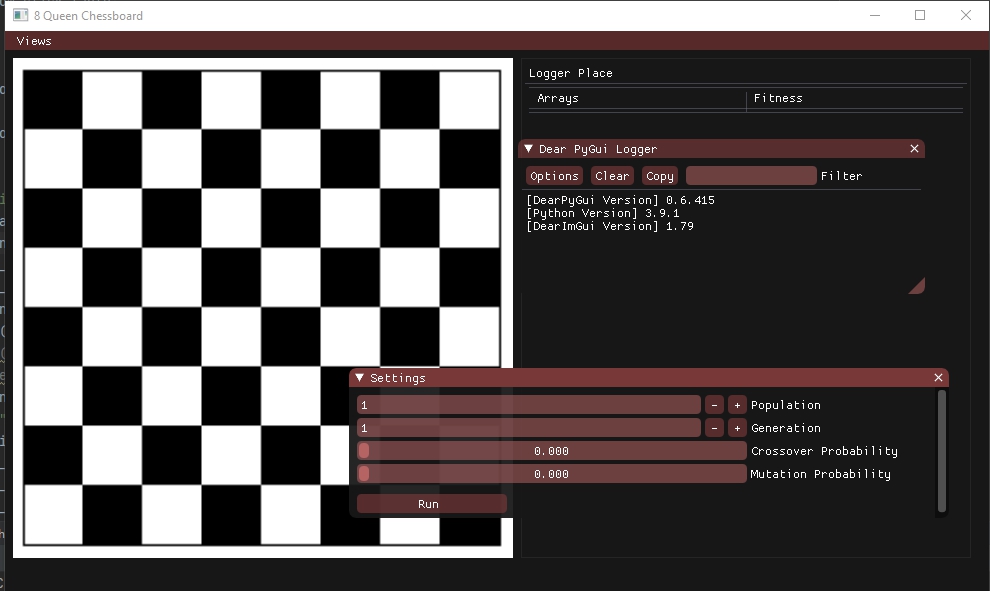 8 Queen Chessboard
Views
Logger Place
Arrays Fitness
Dear PyGui Logger
Options Clear Copy Filter
[DearPyGui Version] 0.6.415
[Python Version] 3.9.1
[DearImGui Version] 1.79
Settings
1 - + Population
1 - + Generation
0.000 Crossover Probability
0.000 Mutation Probability
Run